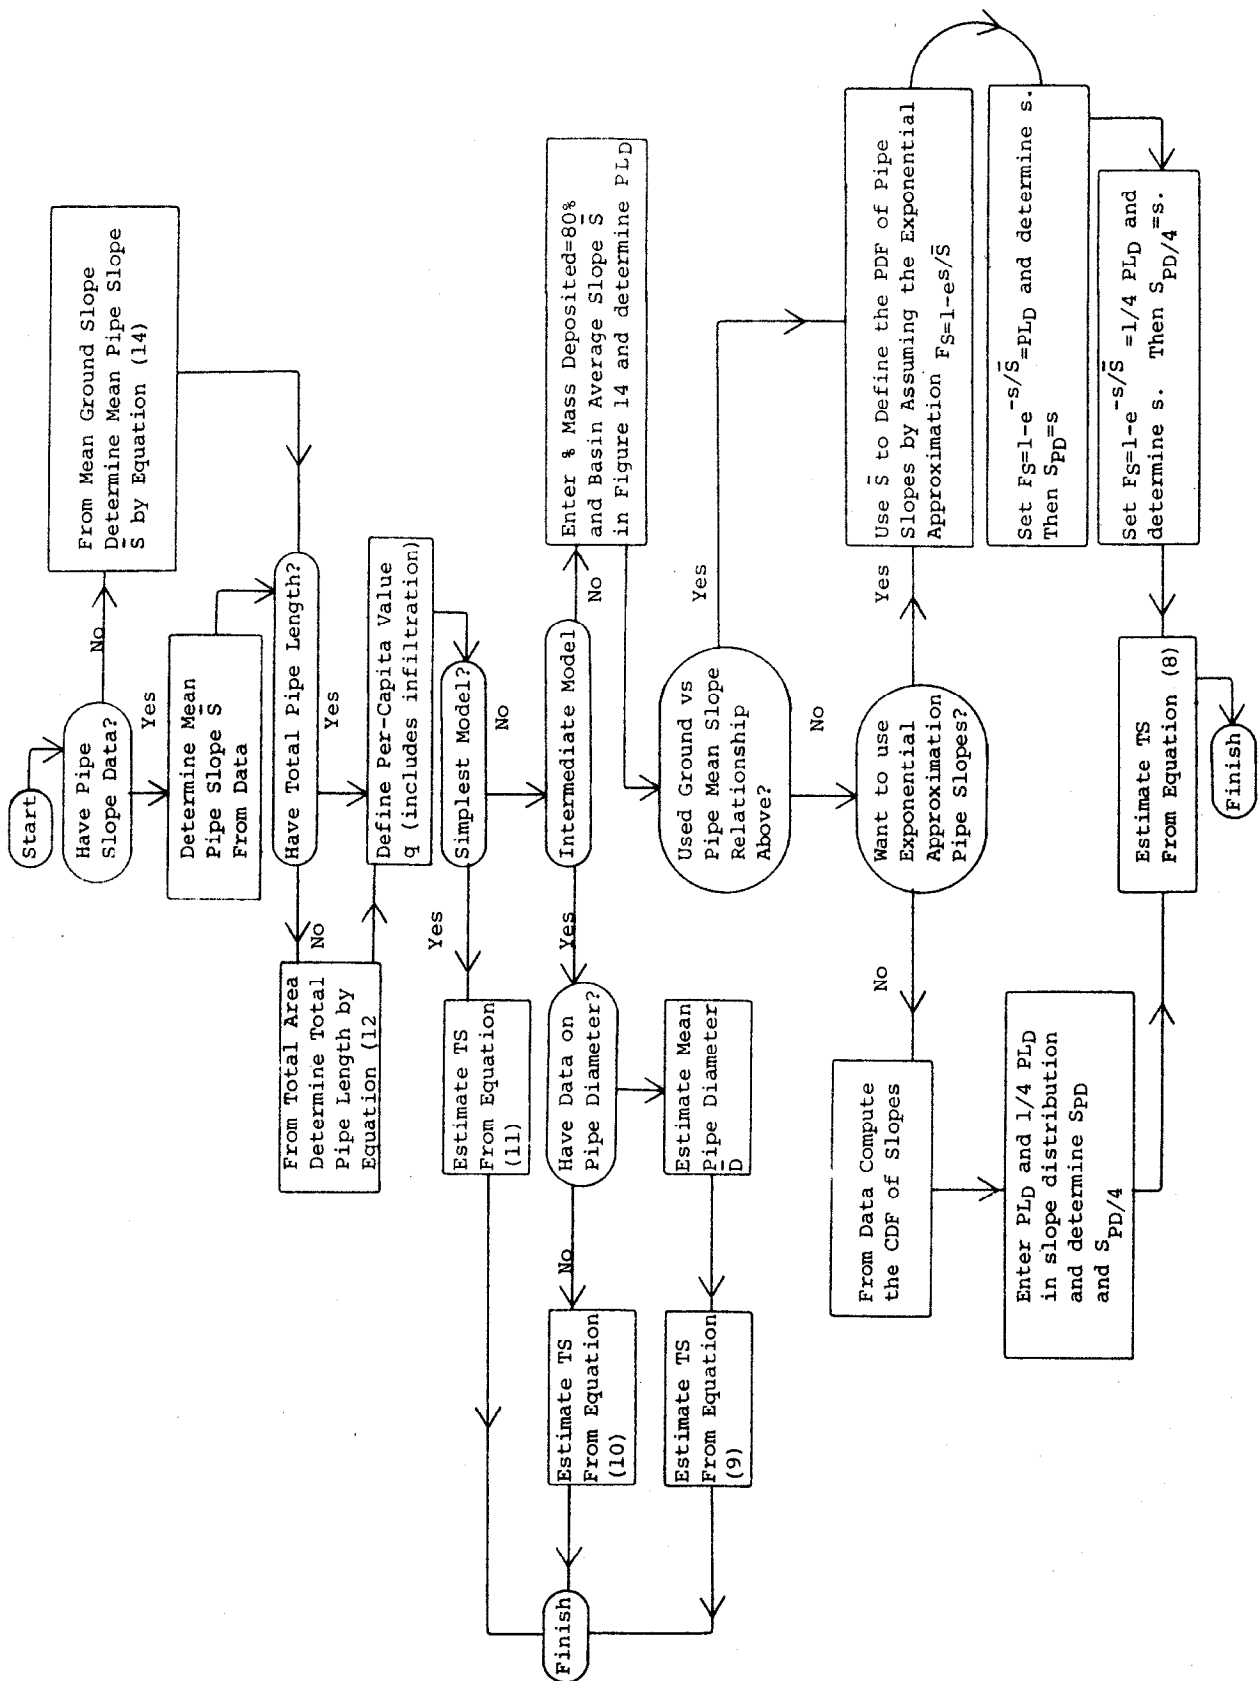 Start
Have Pipe
Slope Data?
No
From Mean Ground Slope
Determine Mean Pipe Slope
S̄ by Equation (14)
Yes
Determine Mean
Pipe Slope S̄
From Data
Have Total Pipe Length?
No
From Total Area
Determine Total
Pipe Length by
Equation (12
Yes
Define Per-Capita Value
q (includes infiltration)
Simplest Model?
Yes
Estimate TS
From Equation
(11)
No
Intermediate Model
Yes
Have Data on
Pipe Diameter?
No
Estimate TS
From Equation
(10)
Estimate Mean
Pipe Diameter
D̄
Estimate TS
From Equation
(9)
Finish
No
Enter % Mass Deposited=80%
and Basin Average Slope S̄
in Figure 14 and determine PLD
Used Ground vs
Pipe Mean Slope
Relationship
Above?
Yes
No
Want to use
Exponential
Approximation
Pipe Slopes?
Yes
Use S̄ to Define the PDF of Pipe
Slopes by Assuming the Exponential
Approximation FS=1-e^s/S̄
Set FS=1-e^-s/S̄=PLD and determine s.
Then SPD=s
Set FS=1-e^-s/S̄ =1/4 PLD and
determine s. Then SPD/4=s.
No
From Data Compute
the CDF of Slopes
Enter PLD and 1/4 PLD
in slope distribution
and determine SPD
and SPD/4
Estimate TS
From Equation (8)
Finish